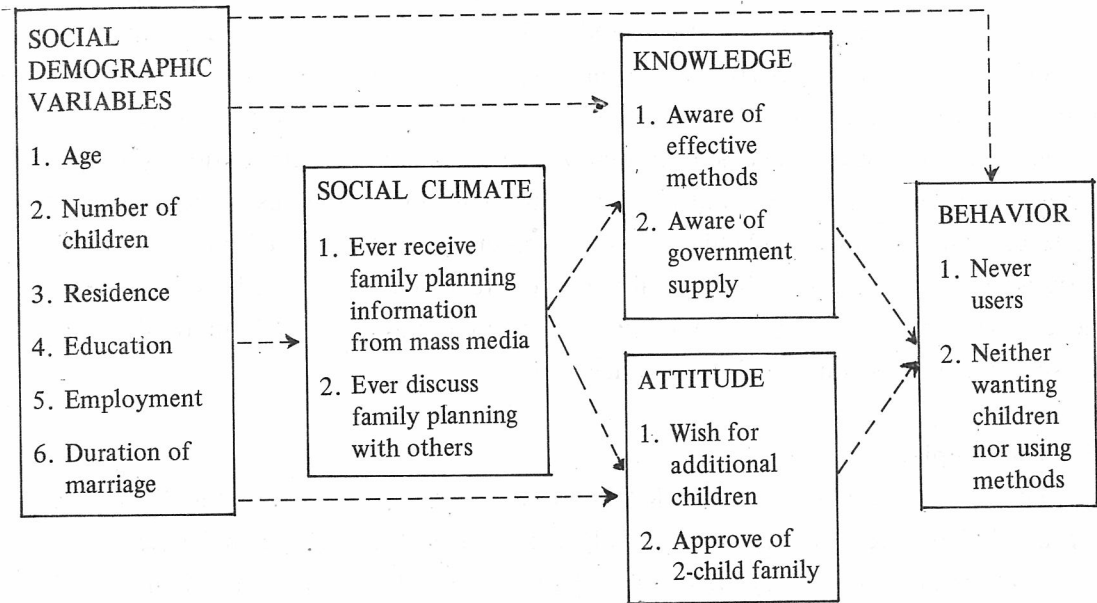 SOCIAL
DEMOGRAPHIC
VARIABLES
1. Age
2. Number of
children
3. Residence
4. Education
5. Employment
6. Duration of
marriage
SOCIAL CLIMATE
1. Ever receive
family planning
information
from mass media
2. Ever discuss
family planning
with others
KNOWLEDGE
1. Aware of
effective
methods
2. Aware of
government
supply
ATTITUDE
1. Wish for
additional
children
2. Approve of
2-child family
BEHAVIOR
1. Never
users
2. Neither
wanting
children
nor using
methods